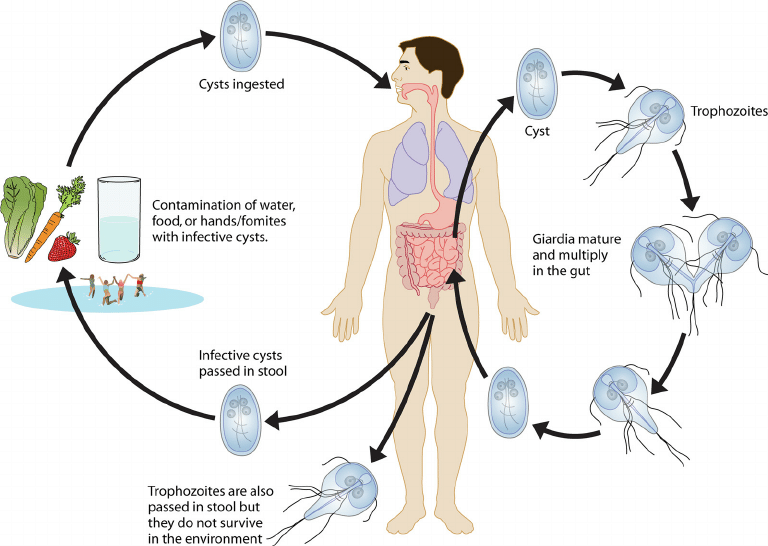 Cysts ingested
Cyst
Trophozoites
Contamination of water,
food, or hands/fomites
with infective cysts.
Giardia mature
and multiply
in the gut
Infective cysts
passed in stool
Trophozoites are also
passed in stool but
they do not survive
in the environment